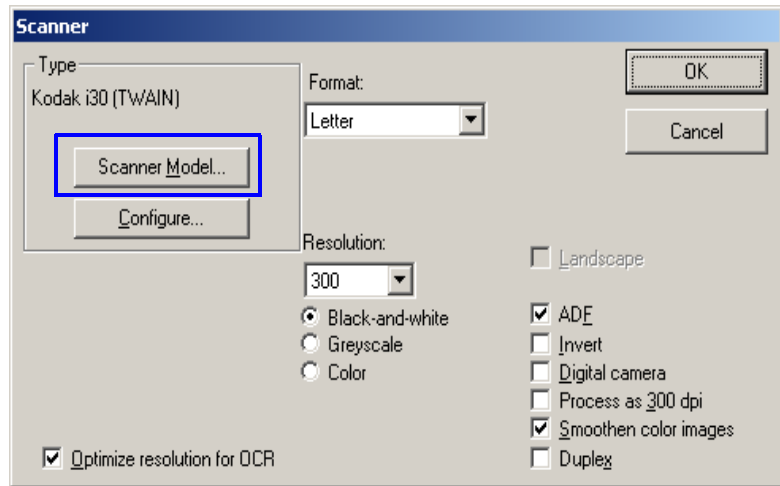 Scanner
Type
Kodak i30 (TWAIN)
Scanner Model...
Configure...
Format:
Letter
OK
Cancel
Resolution:
300
Black-and-white
Greyscale
Color
Landscape
ADF
Invert
Digital camera
Process as 300 dpi
Smoothen color images
Duplex
Optimize resolution for OCR